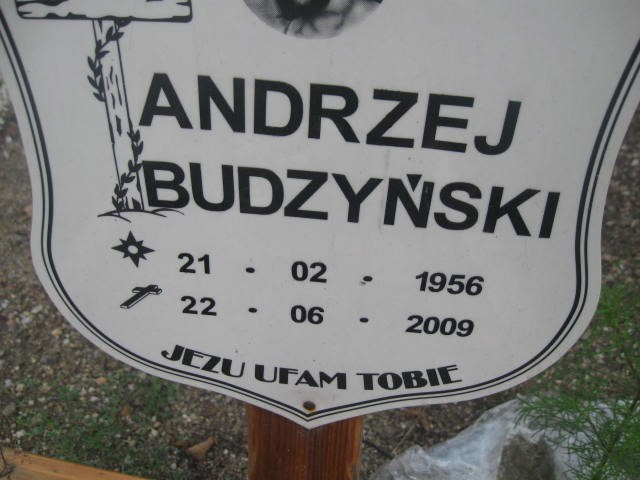 ANDRZEJ
BUDZYŃSKI
21 • 02 • 1956
22 • 06 • 2009
JEZU UFAM TOBIE